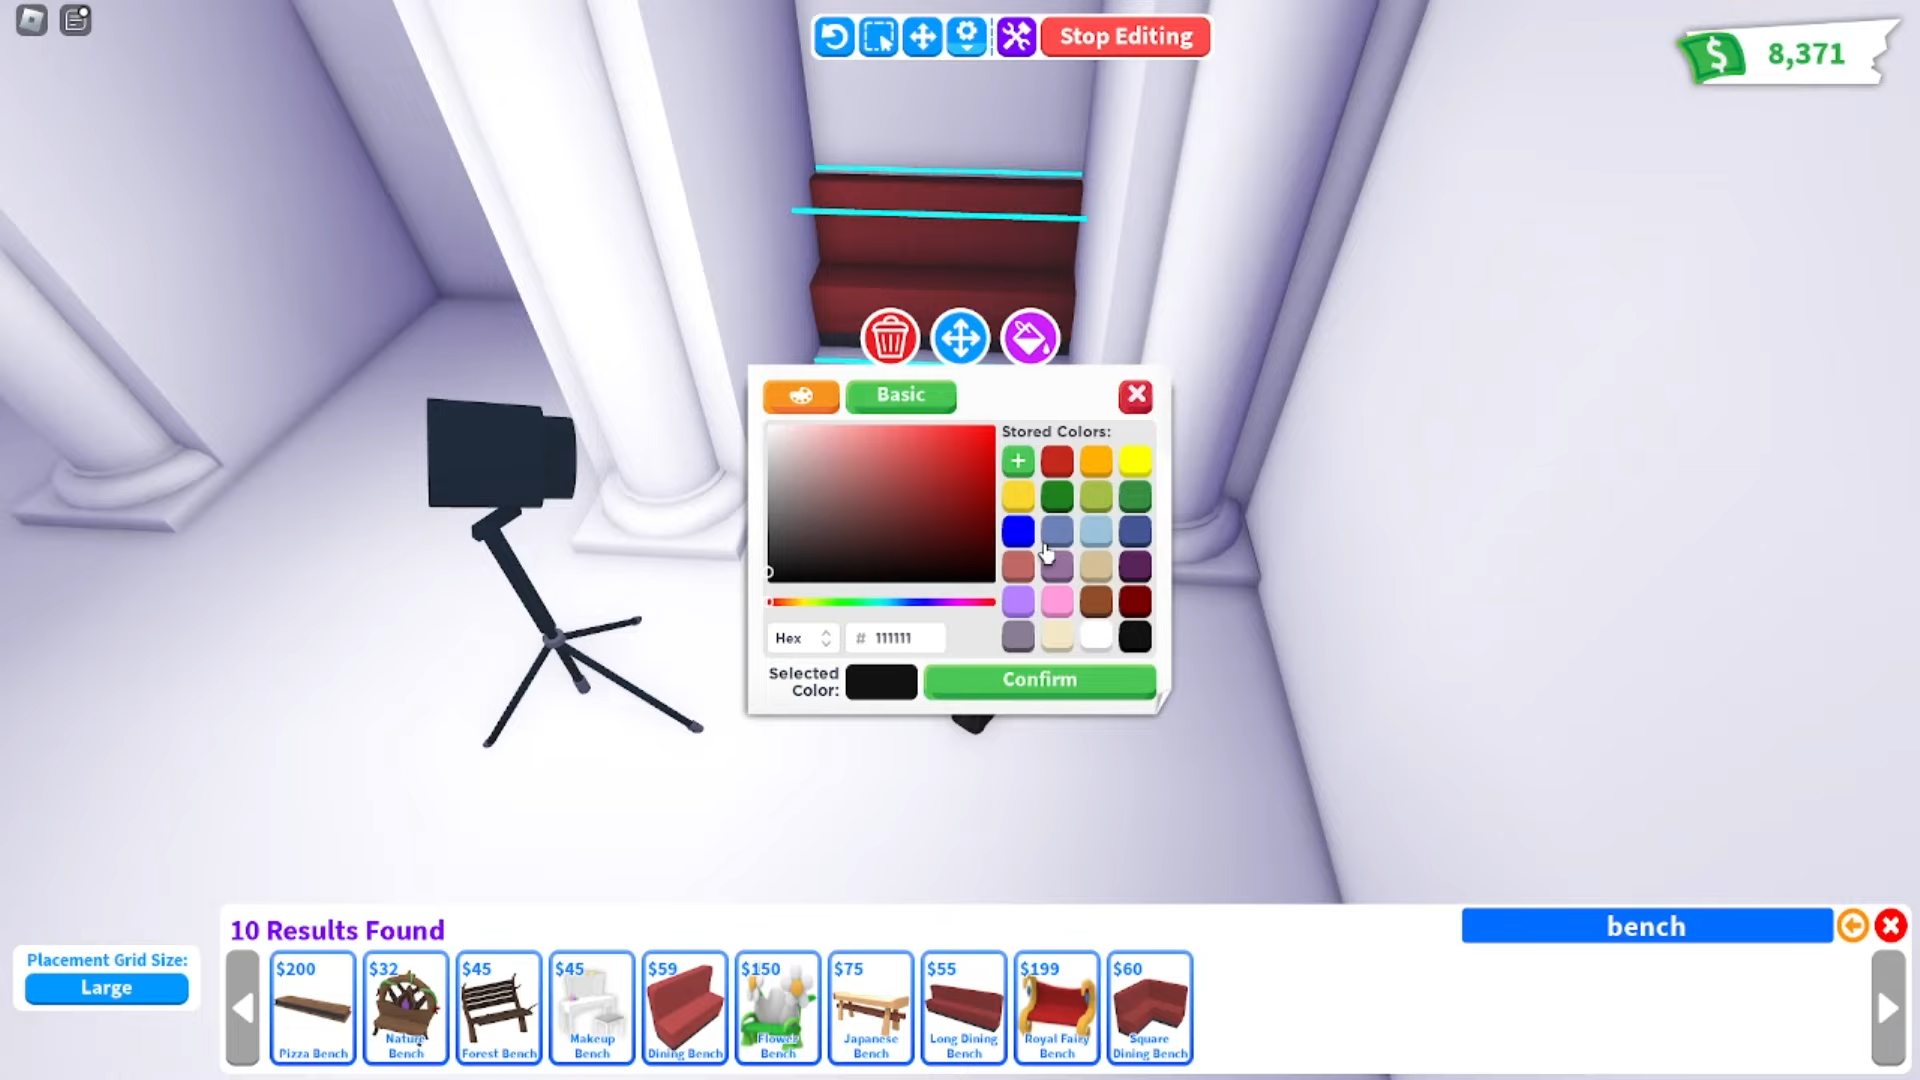 Stop Editing
8,371
Basic
Stored Colors:
Hex
# 111111
Selected
Color:
Confirm
10 Results Found
bench
Placement Grid Size:
Large
$200
Pizza Bench
$32
Nature
Bench
$45
Forest Bench
$45
Makeup
Bench
$59
Dining Bench
$150
Flower
Bench
$75
Japanese
Bench
$55
Long Dining
Bench
$199
Royal Fairy
Bench
$60
Square
Dining Bench